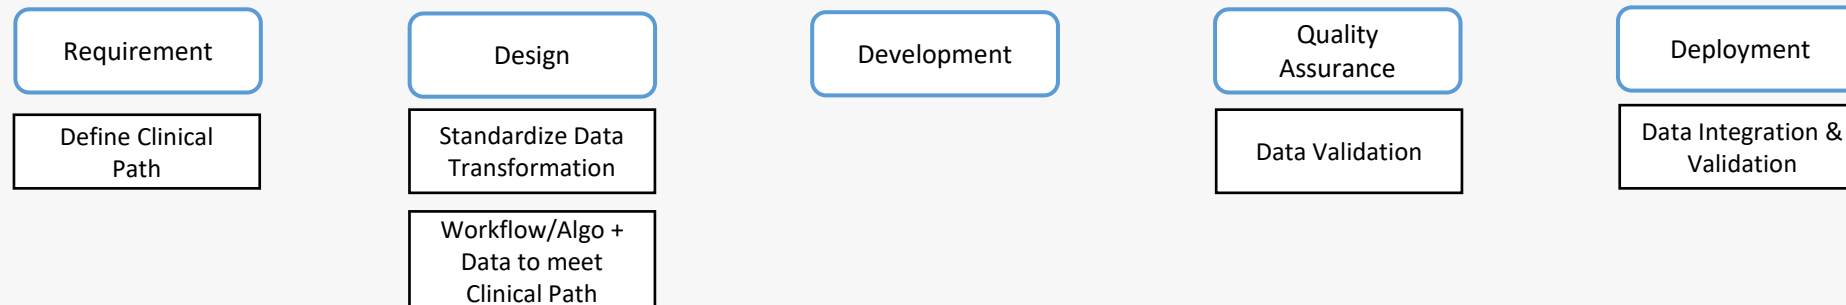 Requirement
Design
Development
Quality
Assurance
Deployment
Define Clinical
Path
Standardize Data
Transformation
Workflow/Algo +
Data to meet
Clinical Path
Data Validation
Data Integration &
Validation